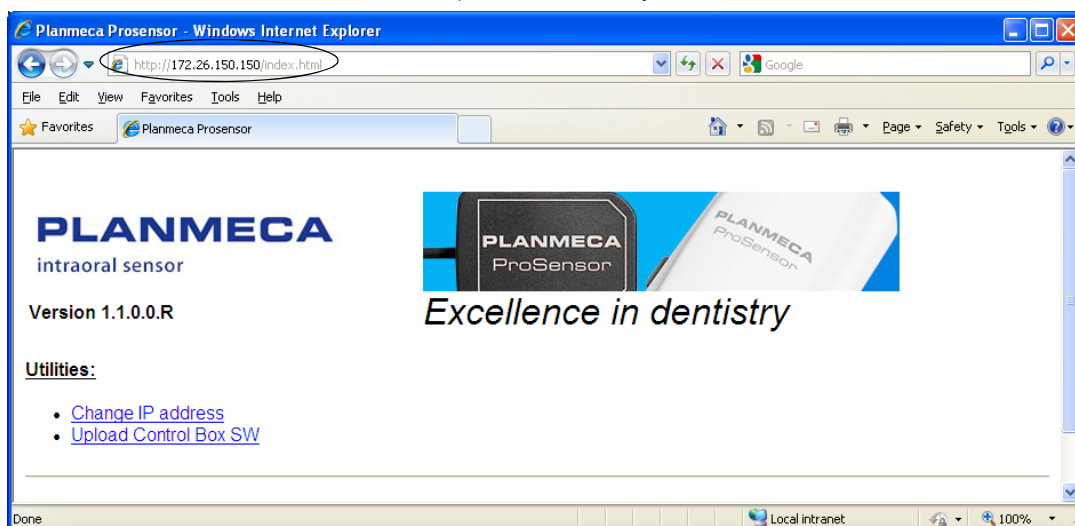 Planmeca Prosensor - Windows Internet Explorer
http://172.26.150.150/index.html
Google
File Edit View Favorites Tools Help
Favorites
Planmeca Prosensor
Page
Safety
Tools
PLANMECA
intraoral sensor
PLANMECA
ProSensor
PLANMECA
ProSensor
Version 1.1.0.0.R
Excellence in dentistry
Utilities:
Change IP address
Upload Control Box SW
Done
Local intranet
100%